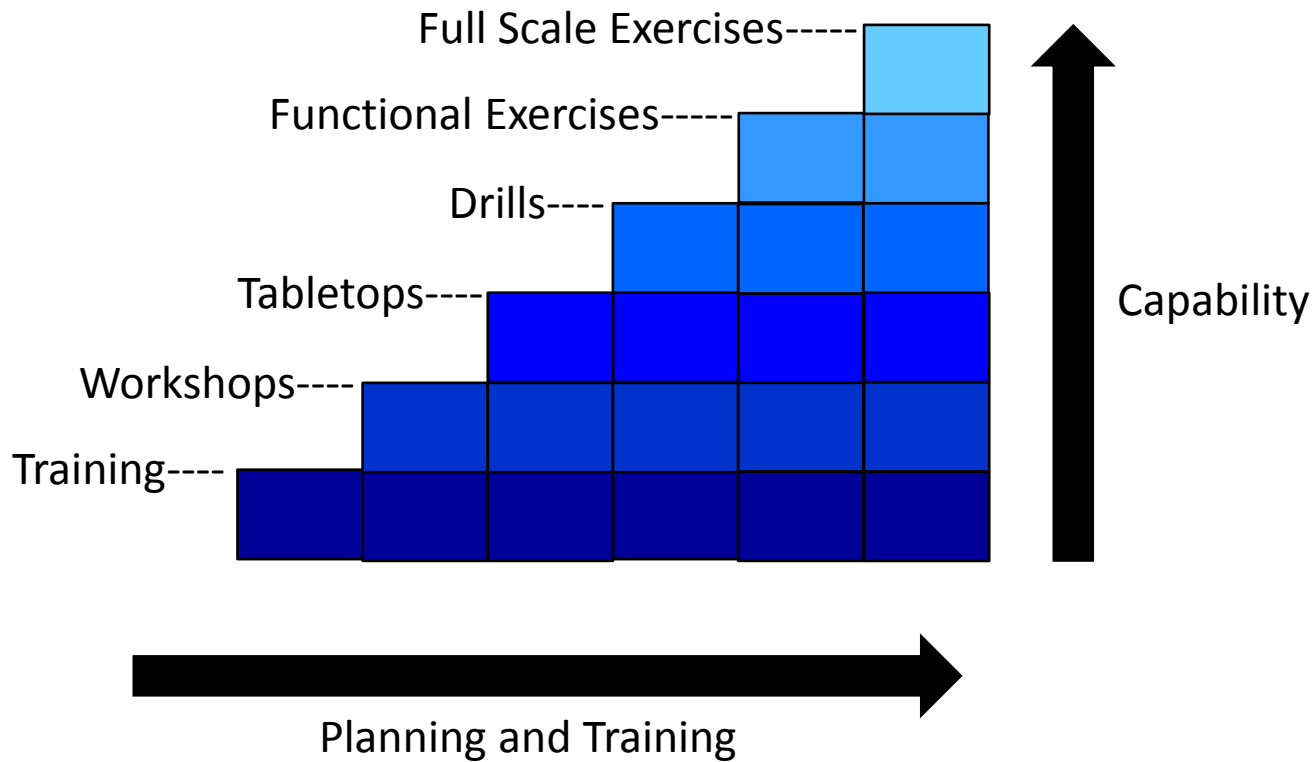 Full Scale Exercises-----
Functional Exercises-----
Drills----
Tabletops----
Capability
Workshops----
Training----
Planning and Training